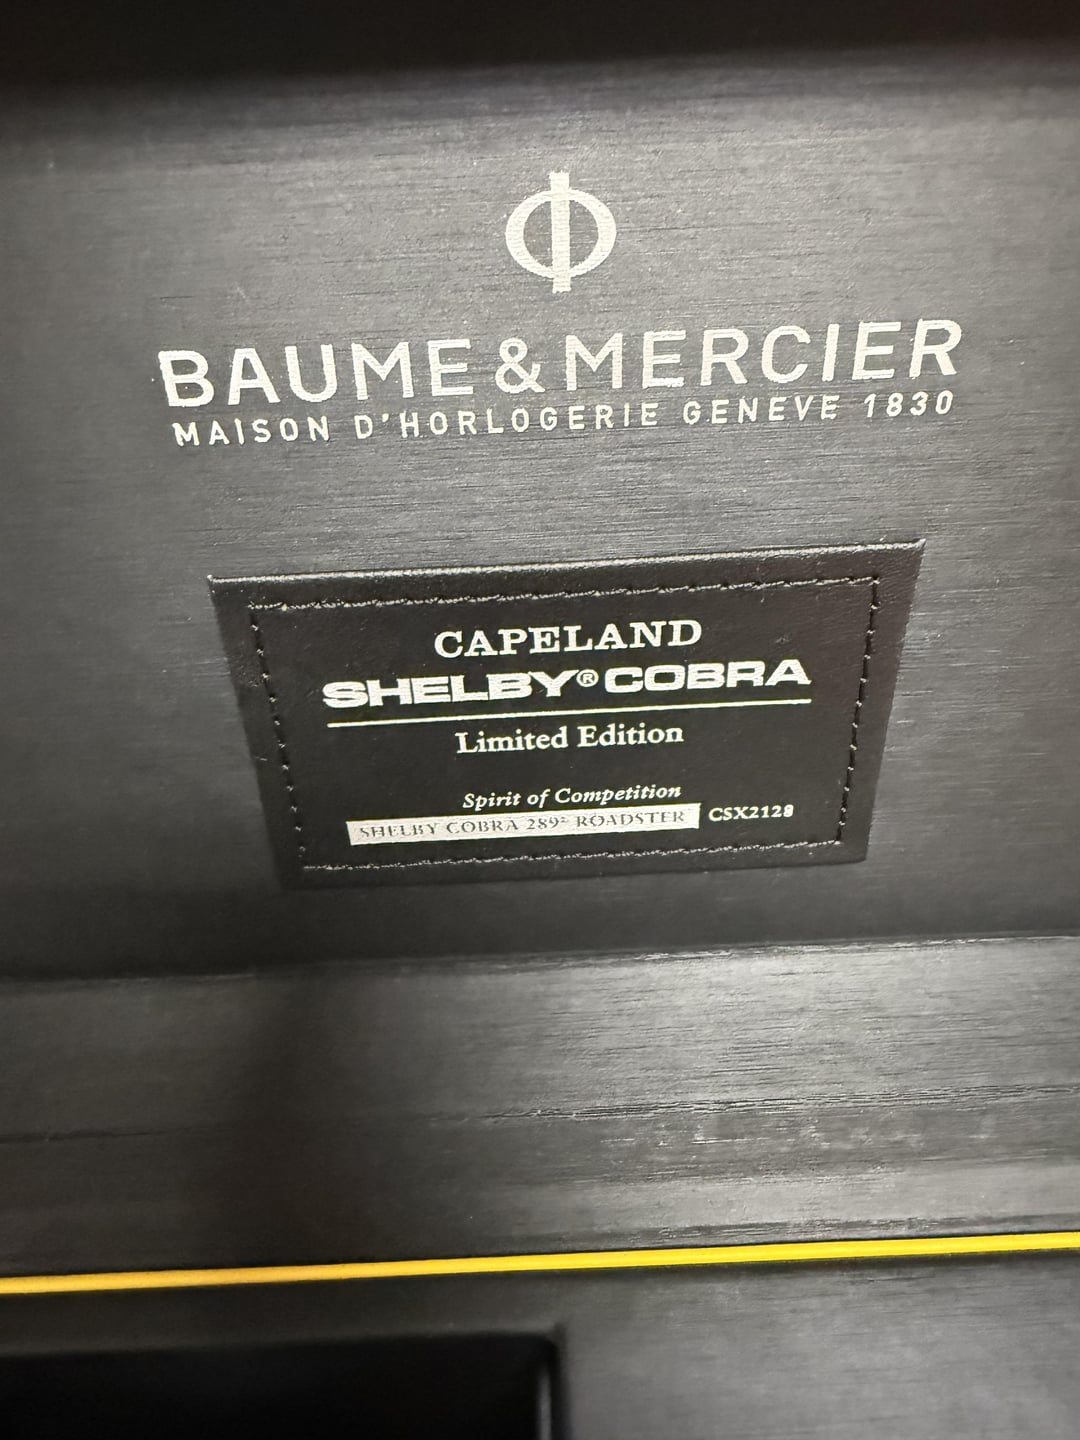 BAUME & MERCIER
MAISON D'HORLOGERIE GENEVE 1830
CAPELAND
SHELBY® COBRA
Limited Edition
Spirit of Competition
SHELBY COBRA 289" ROADSTER CSX2128